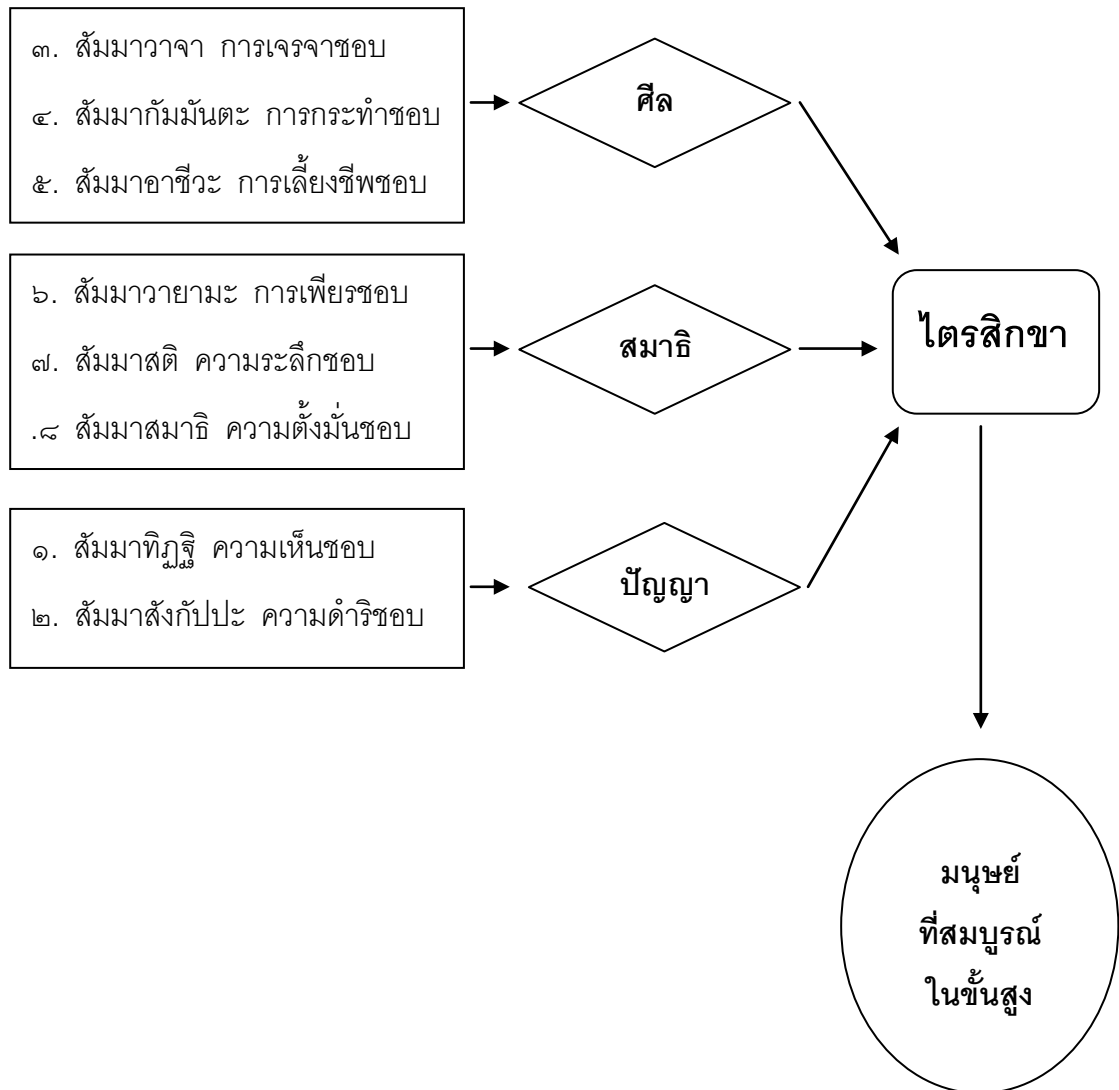 ๓. สัมมาวาจา การเจรจาชอบ
๔. สัมมากัมมันตะ การกระทำชอบ
๕. สัมมาอาชีวะ การเลี้ยงชีพชอบ
ศีล
๖. สัมมาวายามะ การเพียรชอบ
๗. สัมมาสติ ความระลึกชอบ
.๘ สัมมาสมาธิ ความตั้งมั่นชอบ
สมาธิ
ไตรสิกขา
๑. สัมมาทิฏฐิ ความเห็นชอบ
๒. สัมมาสังกัปปะ ความดำริชอบ
ปัญญา
มนุษย์
ที่สมบูรณ์
ในขั้นสูง